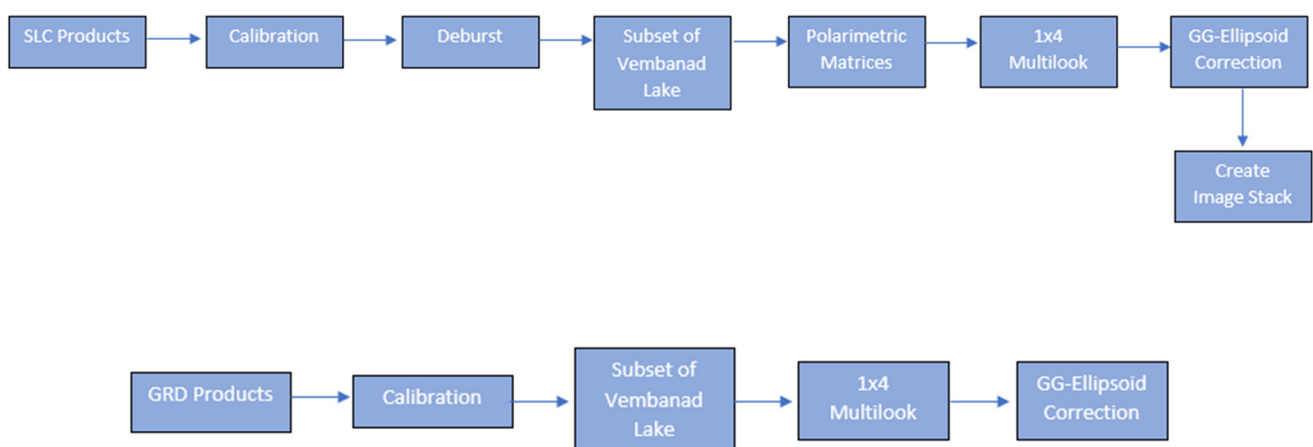 SLC Products
Calibration
Deburst
Subset of
Vembanad
Lake
Polarimetric
Matrices
1x4
Multilook
GG-Ellipsoid
Correction
Create
Image Stack
GRD Products
Calibration
Subset of
Vembanad
Lake
1x4
Multilook
GG-Ellipsoid
Correction